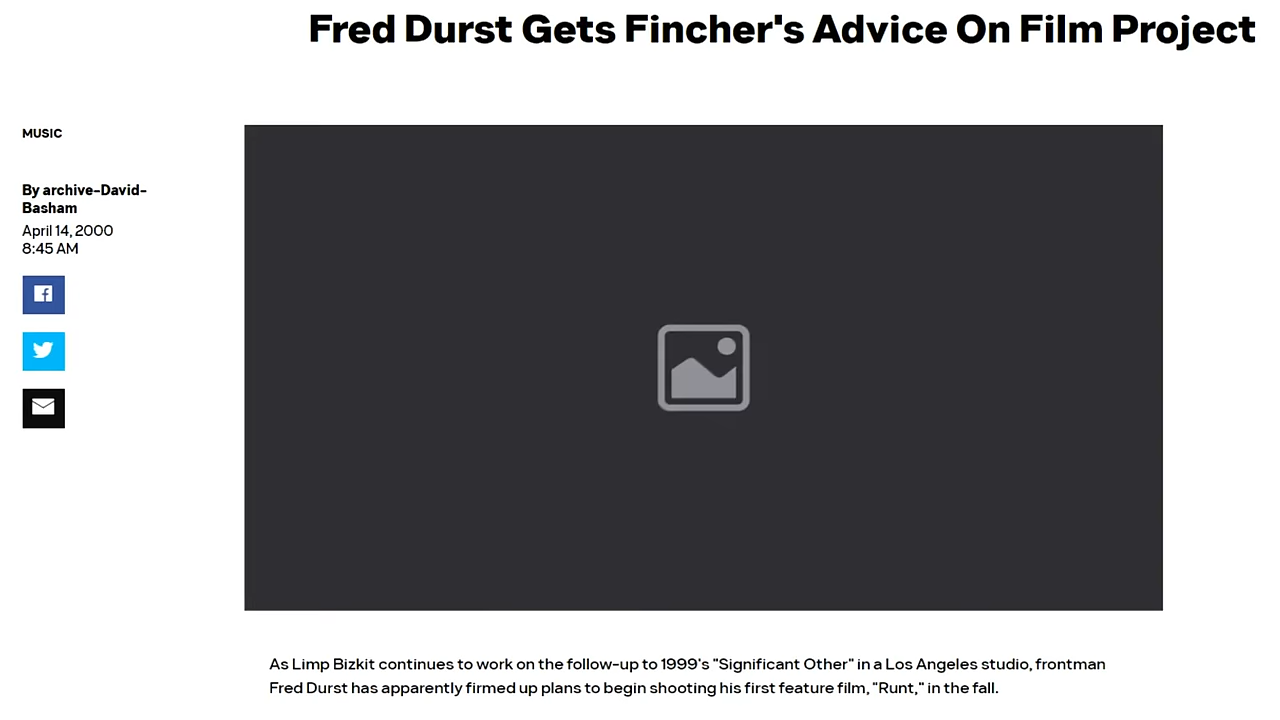 Fred Durst Gets Fincher's Advice On Film Project
MUSIC
By archive-David-
Basham
April 14, 2000
8:45 AM
As Limp Bizkit continues to work on the follow-up to 1999's "Significant Other" in a Los Angeles studio, frontman
Fred Durst has apparently firmed up plans to begin shooting his first feature film, "Runt," in the fall.